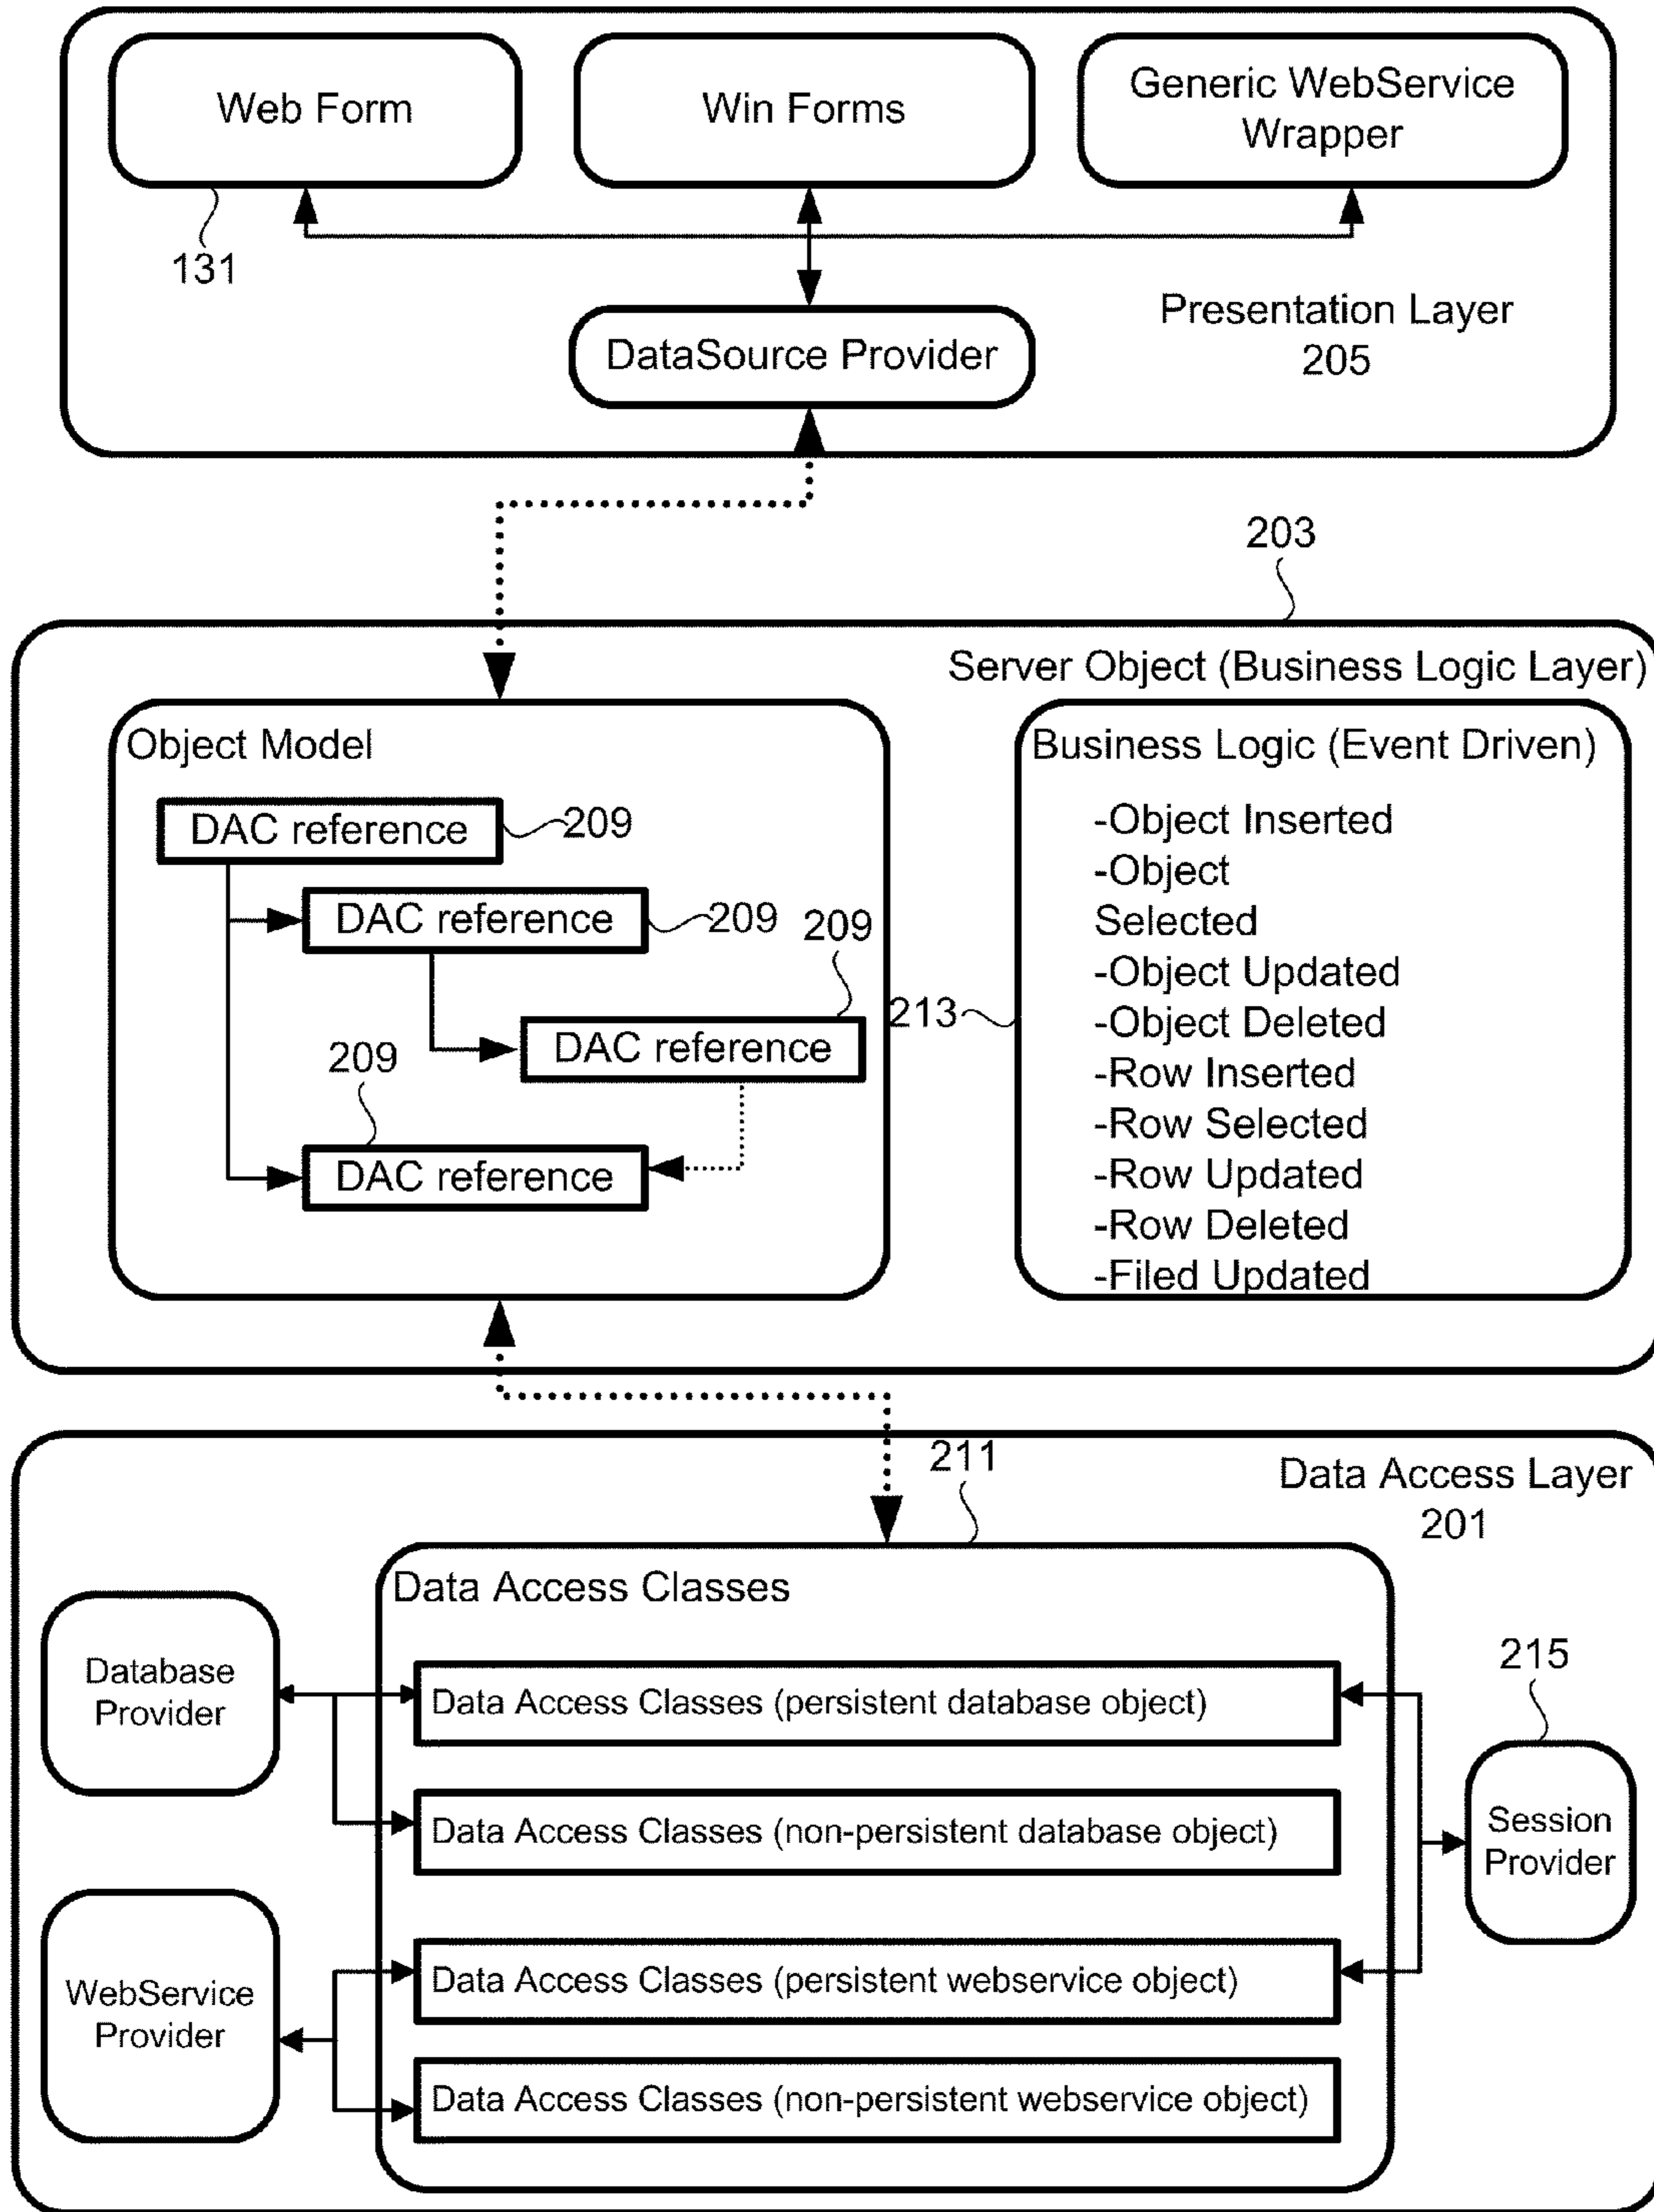 Web Form
Win Forms
Generic WebService
Wrapper
131
DataSource Provider
Presentation Layer
205
203
Server Object (Business Logic Layer)
Object Model
DAC reference
209
DAC reference
209
209
DAC reference
209
DAC reference
213
Business Logic (Event Driven)
-Object Inserted
-Object
Selected
-Object Updated
-Object Deleted
-Row Inserted
-Row Selected
-Row Updated
-Row Deleted
-Filed Updated
211
Data Access Layer
201
Data Access Classes
Database
Provider
Data Access Classes (persistent database object)
Data Access Classes (non-persistent database object)
215
Session
Provider
WebService
Provider
Data Access Classes (persistent webservice object)
Data Access Classes (non-persistent webservice object)